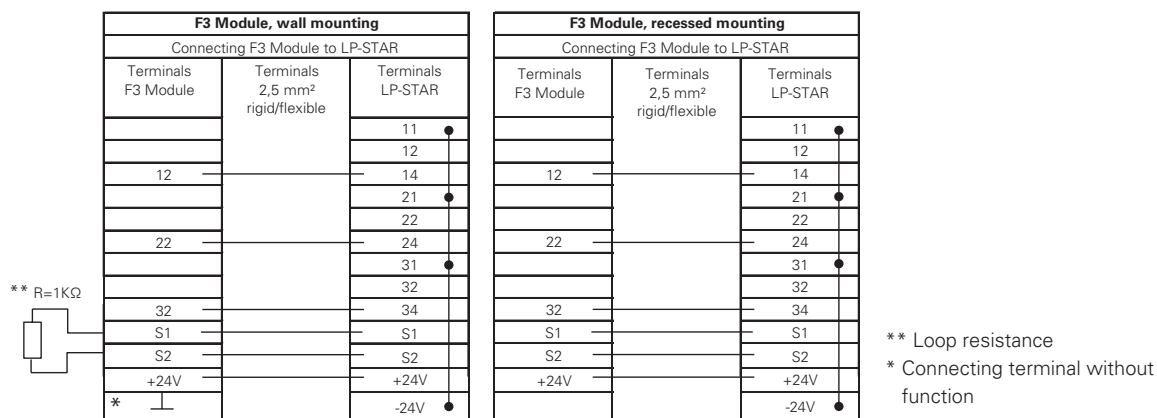 F3 Module, wall mounting
Connecting F3 Module to LP-STAR
Terminals F3 Module
Terminals 2,5 mm² rigid/flexible
Terminals LP-STAR
11
12
12 14
21
22
22 24
31
32
** R=1KΩ
32 34
S1 S1
S2 S2
+24V +24V
* -24V
F3 Module, recessed mounting
Connecting F3 Module to LP-STAR
Terminals F3 Module
Terminals 2,5 mm² rigid/flexible
Terminals LP-STAR
11
12
12 14
21
22
22 24
31
32
32 34
S1 S1
S2 S2
+24V +24V
-24V
** Loop resistance
* Connecting terminal without
function